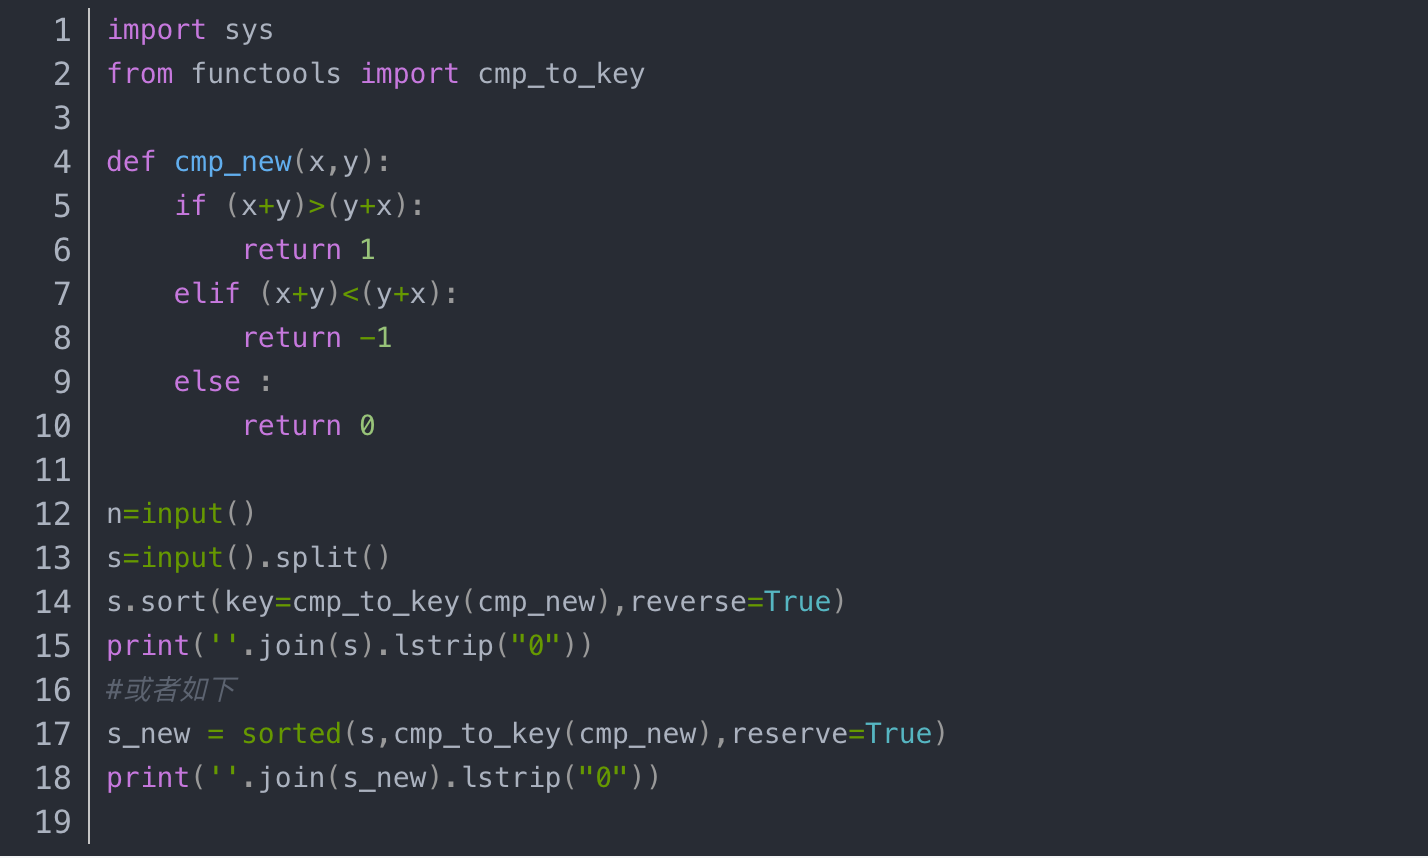 1 import sys
2 from functools import cmp_to_key
3
4 def cmp_new(x,y):
5     if (x+y)>(y+x):
6         return 1
7     elif (x+y)<(y+x):
8         return -1
9     else :
10         return 0
11
12 n=input()
13 s=input().split()
14 s.sort(key=cmp_to_key(cmp_new),reverse=True)
15 print(''.join(s).lstrip("0"))
16 #或者如下
17 s_new = sorted(s,cmp_to_key(cmp_new),reserve=True)
18 print(''.join(s_new).lstrip("0"))
19